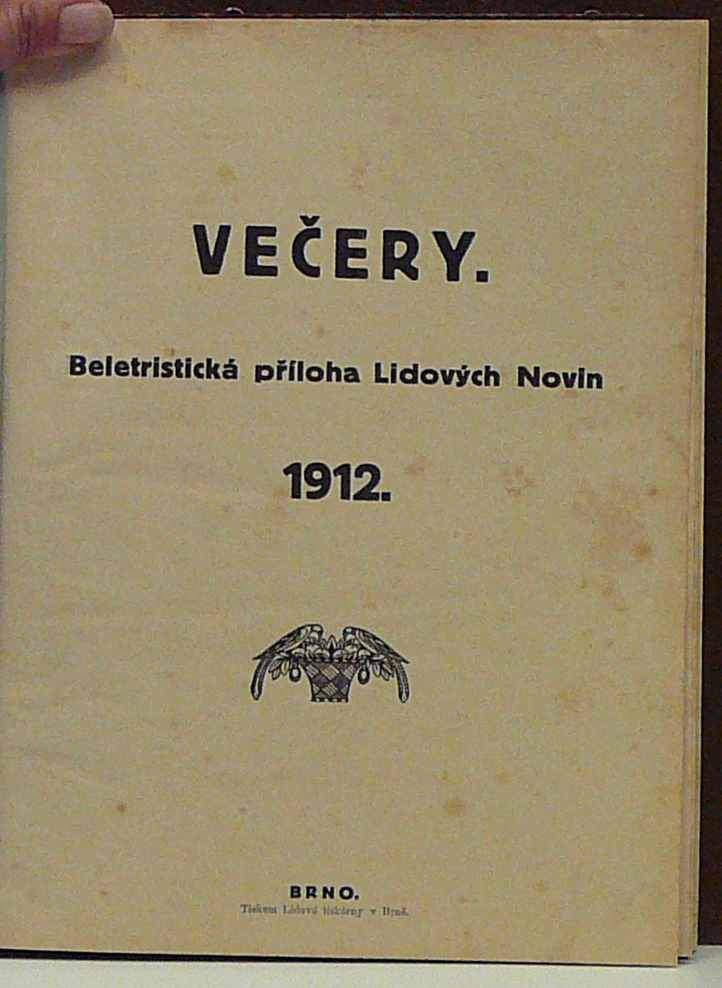 VEČERY.
Beletristická příloha Lidových Novin
1912.
BRNO.
Tiskem Lidové tiskárny v Brně.